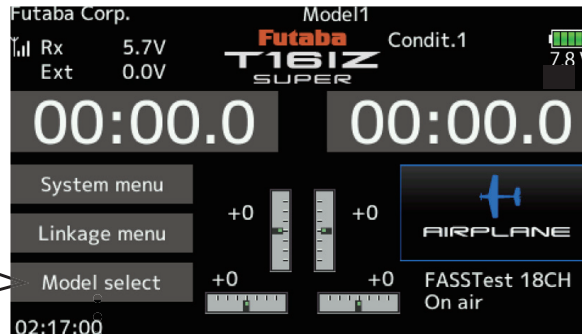 Futaba Corp.
Model1
Rx 5.7V
Ext 0.0V
Futaba
T16IZ
SUPER
Condit.1
7.8V
00:00.0
00:00.0
System menu
Linkage menu
Model select
+0
+0
+0
+0
AIRPLANE
FASSTest 18CH
On air
02:17:00